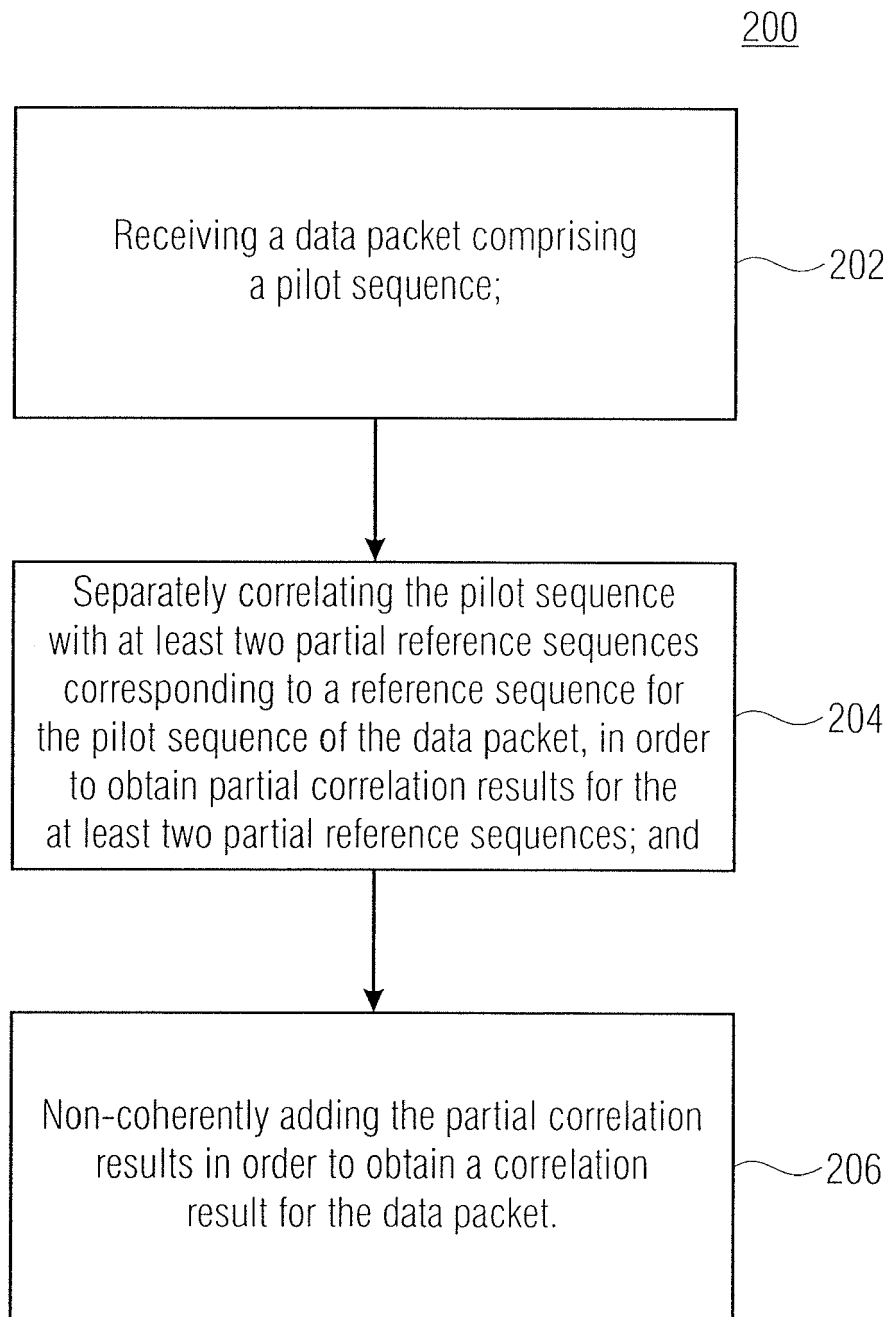 200
Receiving a data packet comprising
a pilot sequence;
202
Separately correlating the pilot sequence
with at least two partial reference sequences
corresponding to a reference sequence for
the pilot sequence of the data packet, in order
to obtain partial correlation results for the
at least two partial reference sequences; and
204
Non-coherently adding the partial correlation
results in order to obtain a correlation
result for the data packet.
206